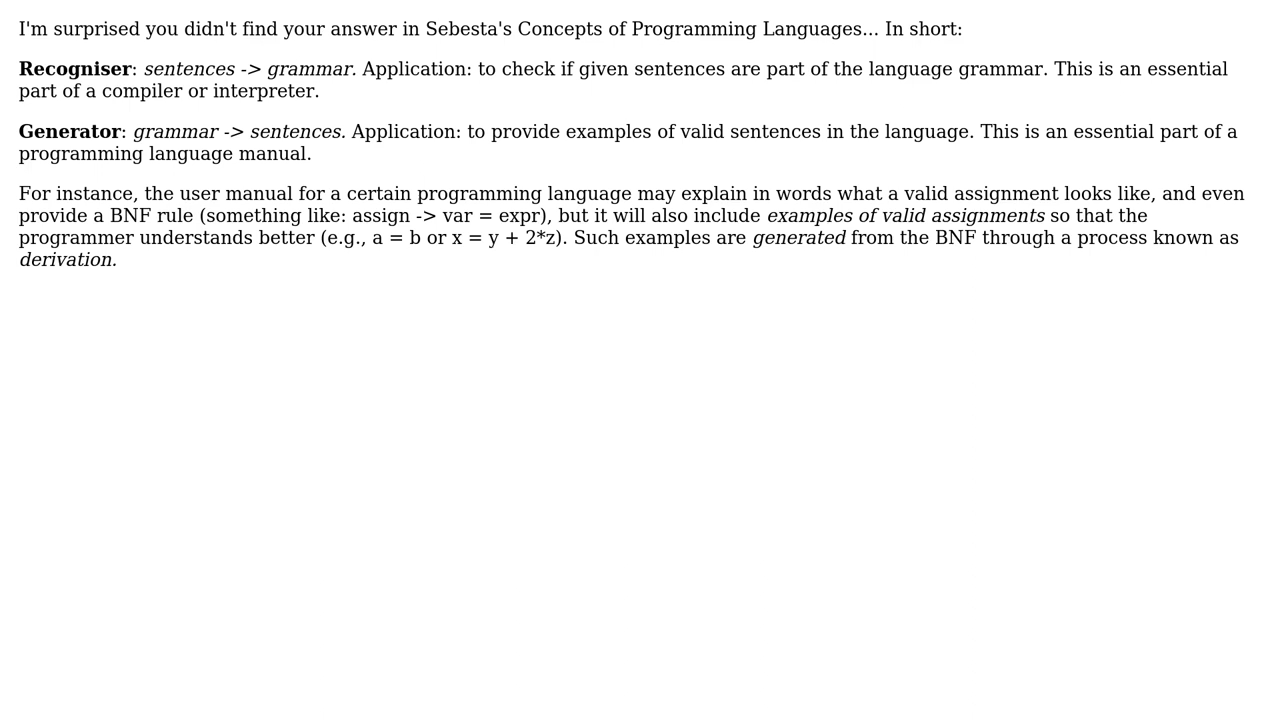 I'm surprised you didn't find your answer in Sebesta's Concepts of Programming Languages... In short:
Recogniser: sentences -> grammar. Application: to check if given sentences are part of the language grammar. This is an essential
part of a compiler or interpreter.
Generator: grammar -> sentences. Application: to provide examples of valid sentences in the language. This is an essential part of a
programming language manual.
For instance, the user manual for a certain programming language may explain in words what a valid assignment looks like, and even
provide a BNF rule (something like: assign -> var = expr), but it will also include examples of valid assignments so that the
programmer understands better (e.g., a = b or x = y + 2*z). Such examples are generated from the BNF through a process known as
derivation.